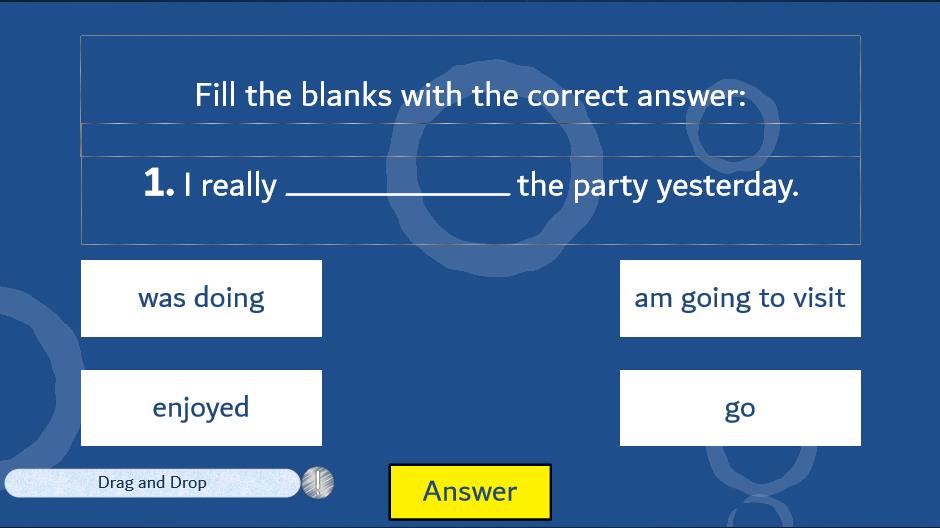 Fill the blanks with the correct answer:
1. I really ________________ the party yesterday.
was doing
am going to visit
enjoyed
go
Drag and Drop
!
Answer